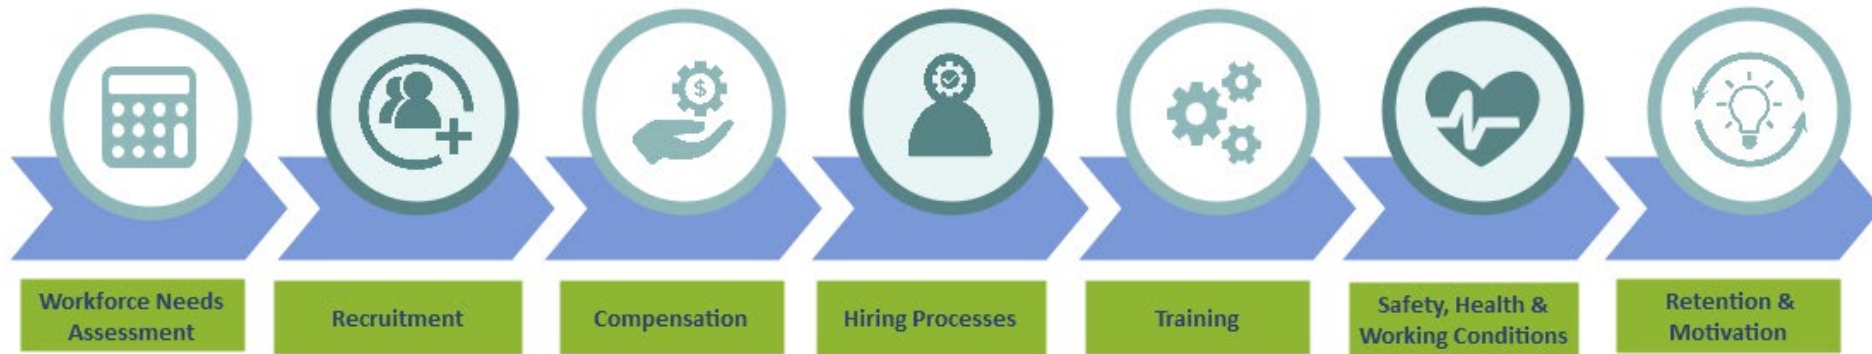 $
Workforce Needs
Assessment
Recruitment
Compensation
Hiring Processes
Training
Safety, Health &
Working Conditions
Retention &
Motivation